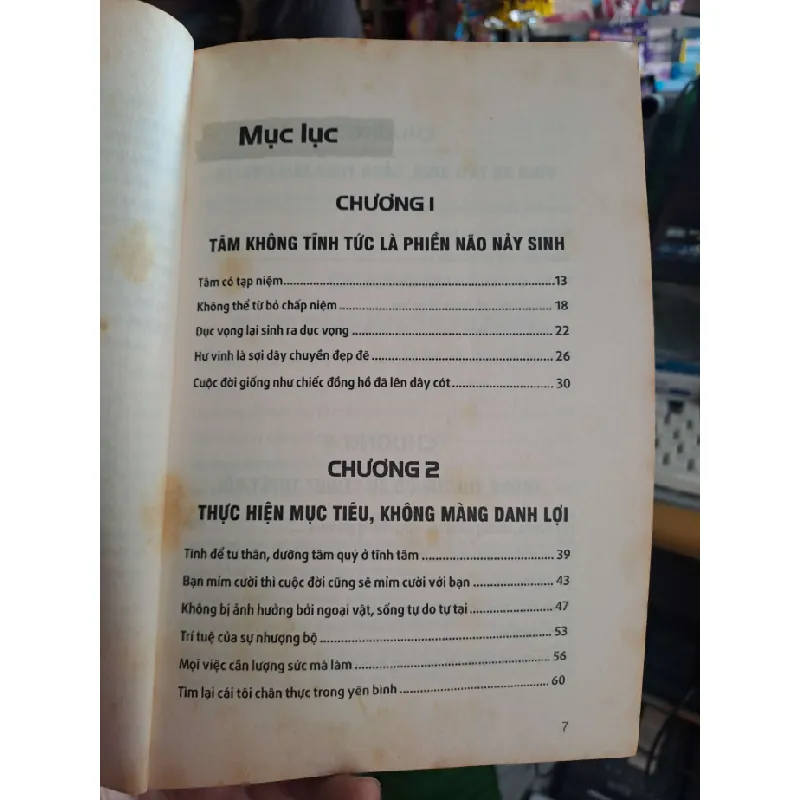 Mục lục
CHƯƠNG 1
TÂM KHÔNG TĨNH TỨC LÀ PHIỀN NÃO NẢY SINH
Tâm có tạp niệm.....13
Không thể từ bỏ chấp niệm.....18
Dục vọng lại sinh ra dục vọng.....22
Hư vinh là sợi dây chuyền đẹp đẽ.....26
Cuộc đời giống như chiếc đồng hồ đã lên dây cót.....30
CHƯƠNG 2
THỰC HIỆN MỤC TIÊU, KHÔNG MÀNG DANH LỢI
Tĩnh để tu thân, dưỡng tâm quý ở tĩnh tâm.....39
Bạn mỉm cười thì cuộc đời cũng sẽ mỉm cười với bạn.....43
Không bị ảnh hưởng bởi ngoại vật, sống tự do tự tại.....47
Trí tuệ của sự nhượng bộ.....53
Mọi việc cần lượng sức mà làm.....56
Tìm lại cái tôi chân thực trong yên bình.....60
7